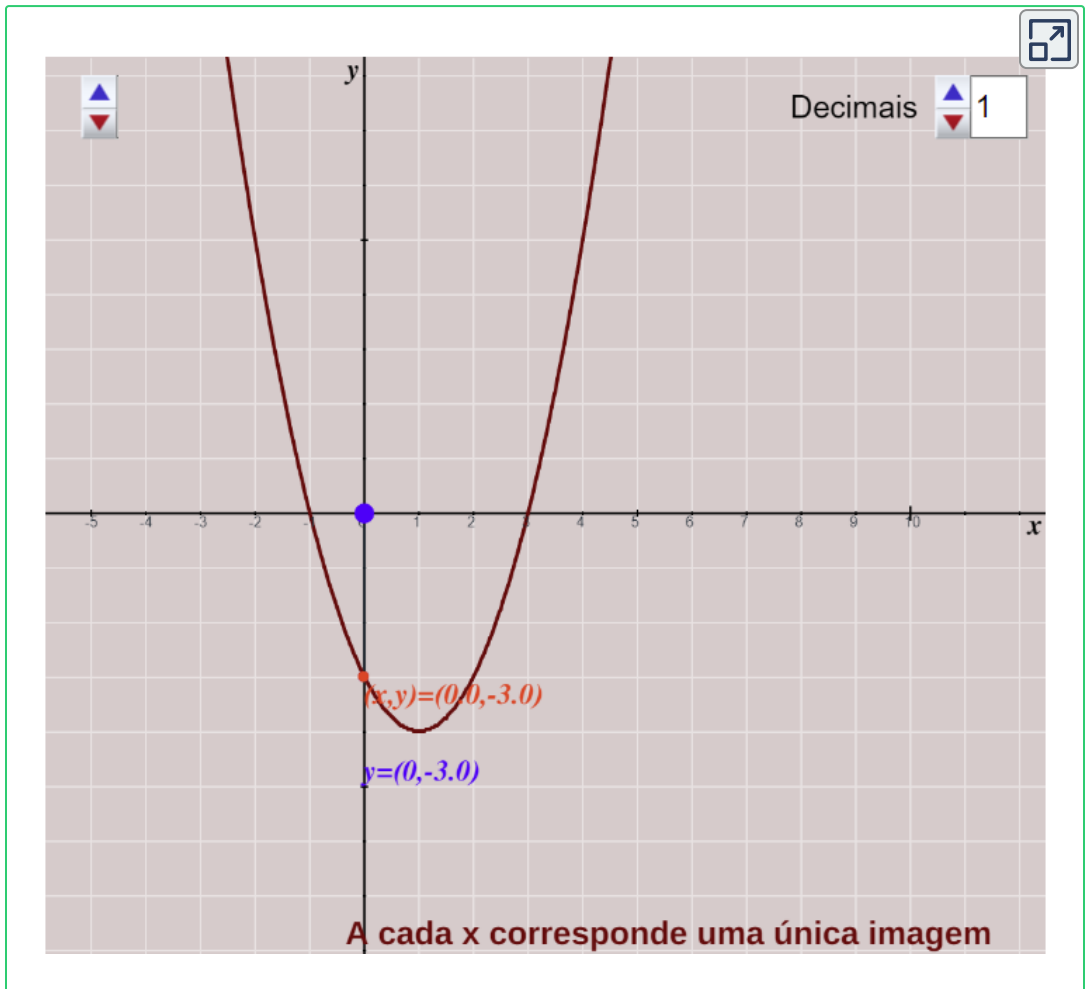 y
Decimais 1
-5 -4 -3 -2 1 2 3 4 5 6 7 8 9 10
x
(x,y)=(0.0,-3.0)
y=(0,-3.0)
A cada x corresponde uma única imagem